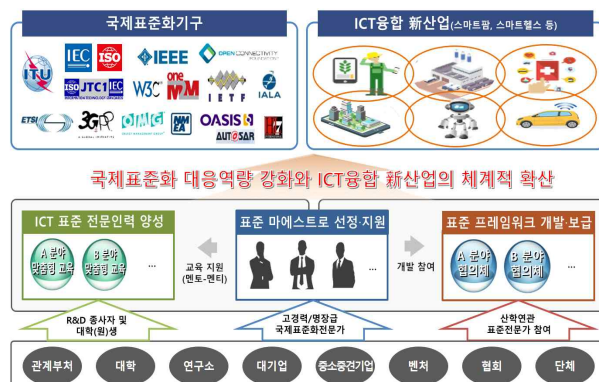 국제표준화기구
ICT융합 新산업(스마트팜, 스마트헬스 등)
ITU
IEC ISO
IEEE
OPEN CONNECTIVITY
FOUNDATION
ISO JTC1 IEC
W3C
oneM2M
I E T F
IALA
ETSI
3GPP
OMG
NMEA
OASIS
AUTOSAR
HL7
국제표준화 대응역량 강화와 ICT융합 新산업의 체계적 확산
ICT 표준 전문인력 양성
표준 마에스트로 선정·지원
표준 프레임워크 개발·보급
A 분야
맞춤형 교육
B 분야
맞춤형 교육
...
교육 지원
(멘토-멘티)
...
개발 참여
A 분야
협의체
B 분야
협의체
...
R&D 종사자 및
대학(원)생
고경력/명장급
국제표준화전문가
산학연관
표준전문가 참여
관계부처
대학
연구소
대기업
중소중견기업
벤처
협회
단체